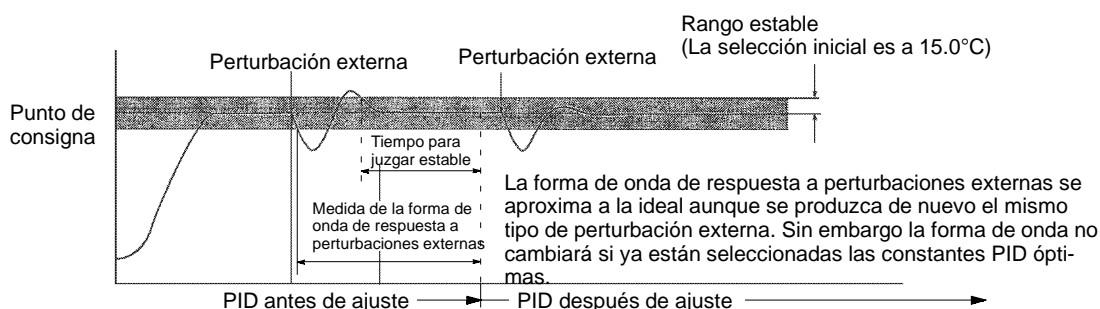 Rango estable
(La selección inicial es a 15.0°C)
Perturbación externa
Perturbación externa
Punto de
consigna
Tiempo para
juzgar estable
Medida de la forma de
onda de respuesta a
perturbaciones externas
La forma de onda de respuesta a perturbaciones externas se
aproxima a la ideal aunque se produzca de nuevo el mismo
tipo de perturbación externa. Sin embargo la forma de onda no
cambiará si ya están seleccionadas las constantes PID ópti-
mas.
PID antes de ajuste
PID después de ajuste